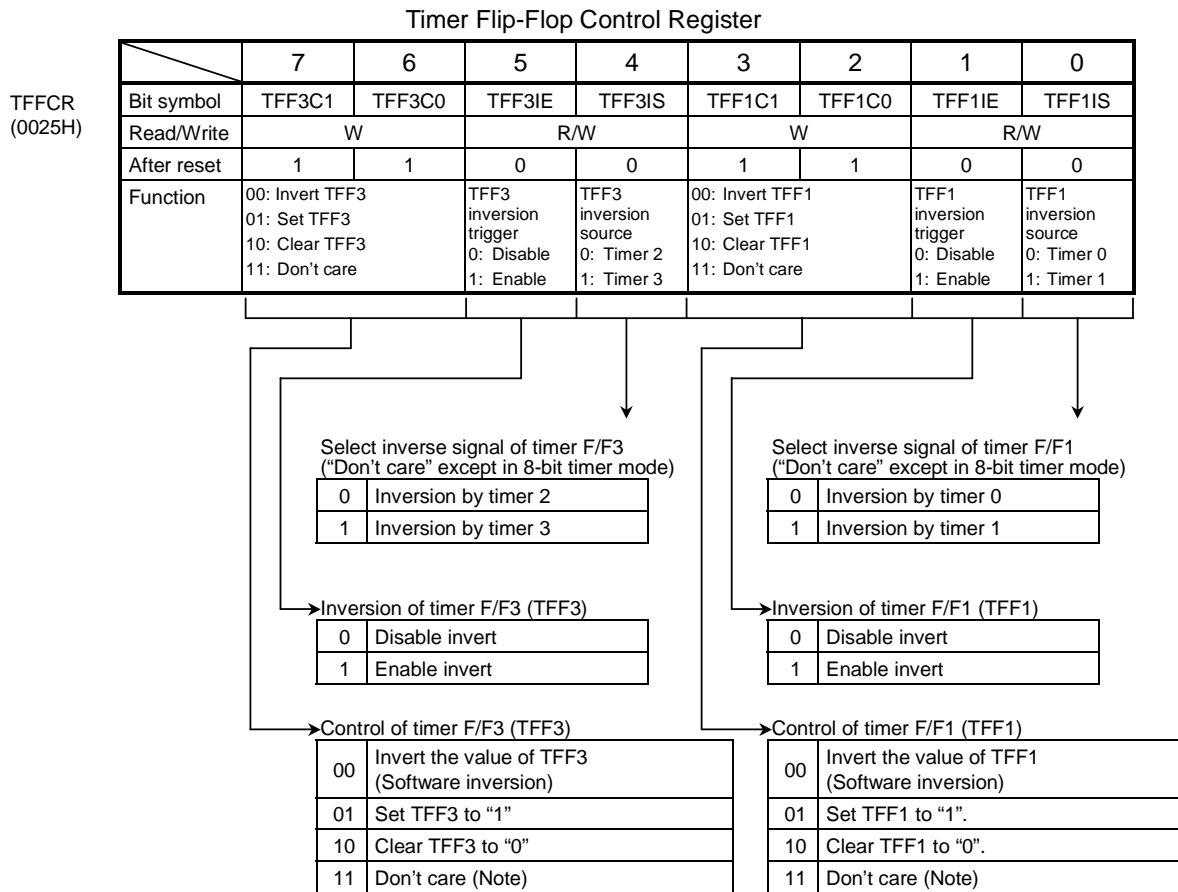 Timer Flip-Flop Control Register
7 6 5 4 3 2 1 0
TFFCR
(0025H)
Bit symbol TFF3C1 TFF3C0 TFF3IE TFF3IS TFF1C1 TFF1C0 TFF1IE TFF1IS
Read/Write W R/W W R/W
After reset 1 1 0 0 1 1 0 0
Function
00: Invert TFF3
01: Set TFF3
10: Clear TFF3
11: Don't care
TFF3
inversion
trigger
0: Disable
1: Enable
TFF3
inversion
source
0: Timer 2
1: Timer 3
00: Invert TFF1
01: Set TFF1
10: Clear TFF1
11: Don't care
TFF1
inversion
trigger
0: Disable
1: Enable
TFF1
inversion
source
0: Timer 0
1: Timer 1
Select inverse signal of timer F/F3
(“Don't care” except in 8-bit timer mode)
0 Inversion by timer 2
1 Inversion by timer 3
Select inverse signal of timer F/F1
(“Don't care” except in 8-bit timer mode)
0 Inversion by timer 0
1 Inversion by timer 1
Inversion of timer F/F3 (TFF3)
0 Disable invert
1 Enable invert
Inversion of timer F/F1 (TFF1)
0 Disable invert
1 Enable invert
Control of timer F/F3 (TFF3)
00 Invert the value of TFF3
(Software inversion)
01 Set TFF3 to “1”
10 Clear TFF3 to “0”
11 Don't care (Note)
Control of timer F/F1 (TFF1)
00 Invert the value of TFF1
(Software inversion)
01 Set TFF1 to “1”.
10 Clear TFF1 to “0”.
11 Don't care (Note)